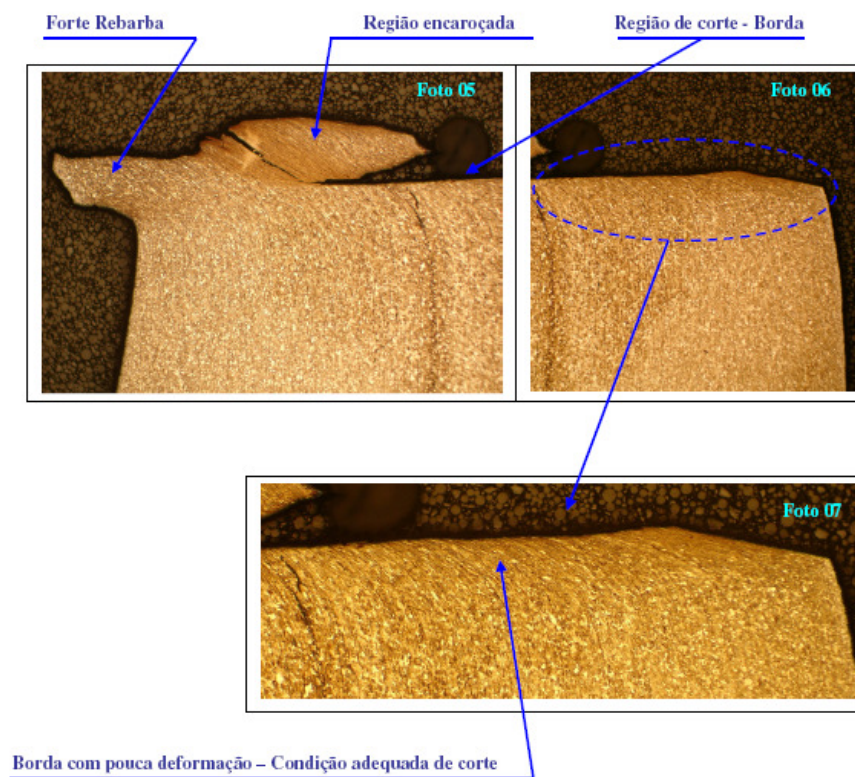 Forte Rebarba
Região encaroçada
Região de corte - Borda
Foto 05
Foto 06
Foto 07
Borda com pouca deformação – Condição adequada de corte